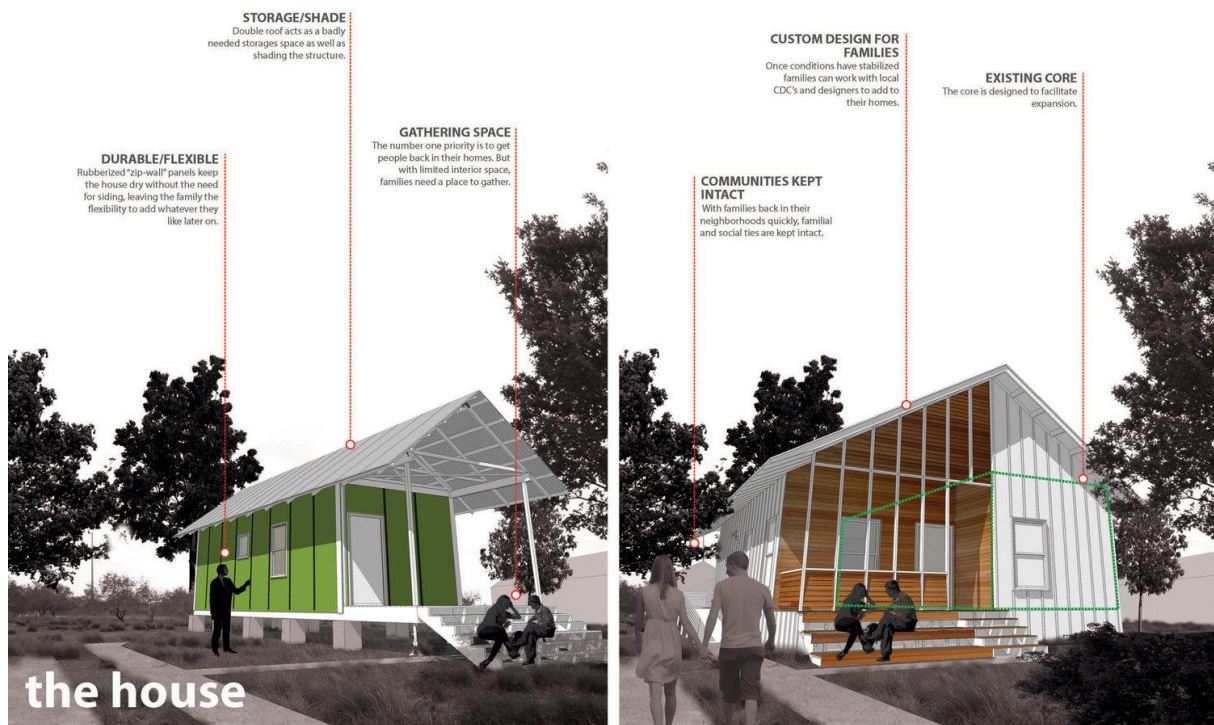 STORAGE/SHADE
Double roof acts as a badly
needed storages space as well as
shading the structure.
GATHERING SPACE
The number one priority is to get
people back in their homes. But
with limited interior space,
families need a place to gather.
DURABLE/FLEXIBLE
Rubberized "zip-wall" panels keep
the house dry without the need
for siding, leaving the family the
flexibility to add whatever they
like later on.
the house
CUSTOM DESIGN FOR
FAMILIES
Once conditions have stabilized
families can work with local
CDC's and designers to add to
their homes.
EXISTING CORE
The core is designed to facilitate
expansion.
COMMUNITIES KEPT
INTACT
With families back in their
neighborhoods quickly, familial
and social ties are kept intact.